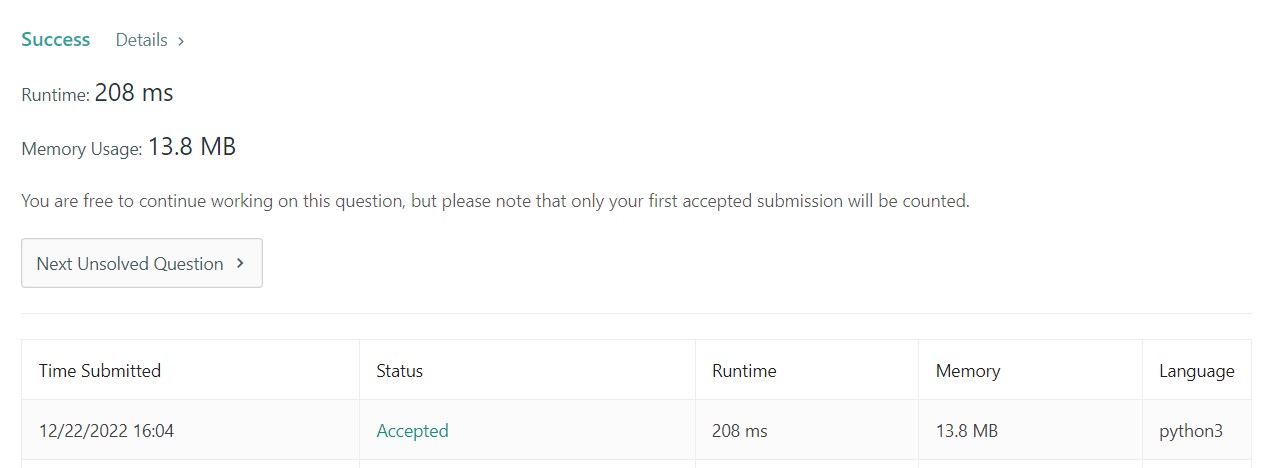 Success Details >
Runtime: 208 ms
Memory Usage: 13.8 MB
You are free to continue working on this question, but please note that only your first accepted submission will be counted.
Next Unsolved Question >
Time Submitted Status Runtime Memory Language
12/22/2022 16:04 Accepted 208 ms 13.8 MB python3